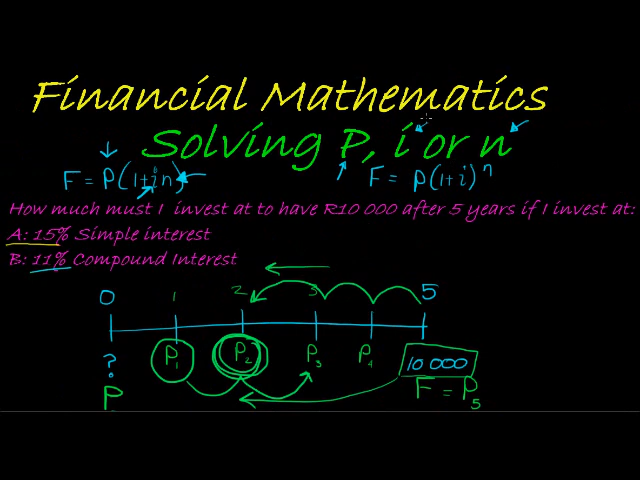 Financial Mathematics
Solving P, i or n
F = P(1+in)
F = P(1+i)^n
How much must I invest at to have R10 000 after 5 years if I invest at:
A: 15% Simple interest
B: 11% Compound Interest
0 1 2 3 5
? P₁ P₂ P₃ P₄ 10 000
P F = P₅